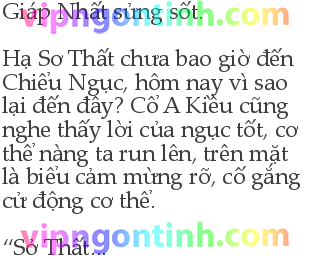 Giáp Nhất sửng sốt.
vipngontinh.com
Hạ Sơ Thất chưa bao giờ đến
Chiểu Ngục, hôm nay vì sao
lại đến đây? Cổ A Kiều cũng
nghe thấy lời của ngục tốt, cơ
thể nàng ta run lên, trên mặt
là biểu cảm mừng rỡ, cố gắng
cử động cơ thể.
vipngontinh.com
“Sở Thất...